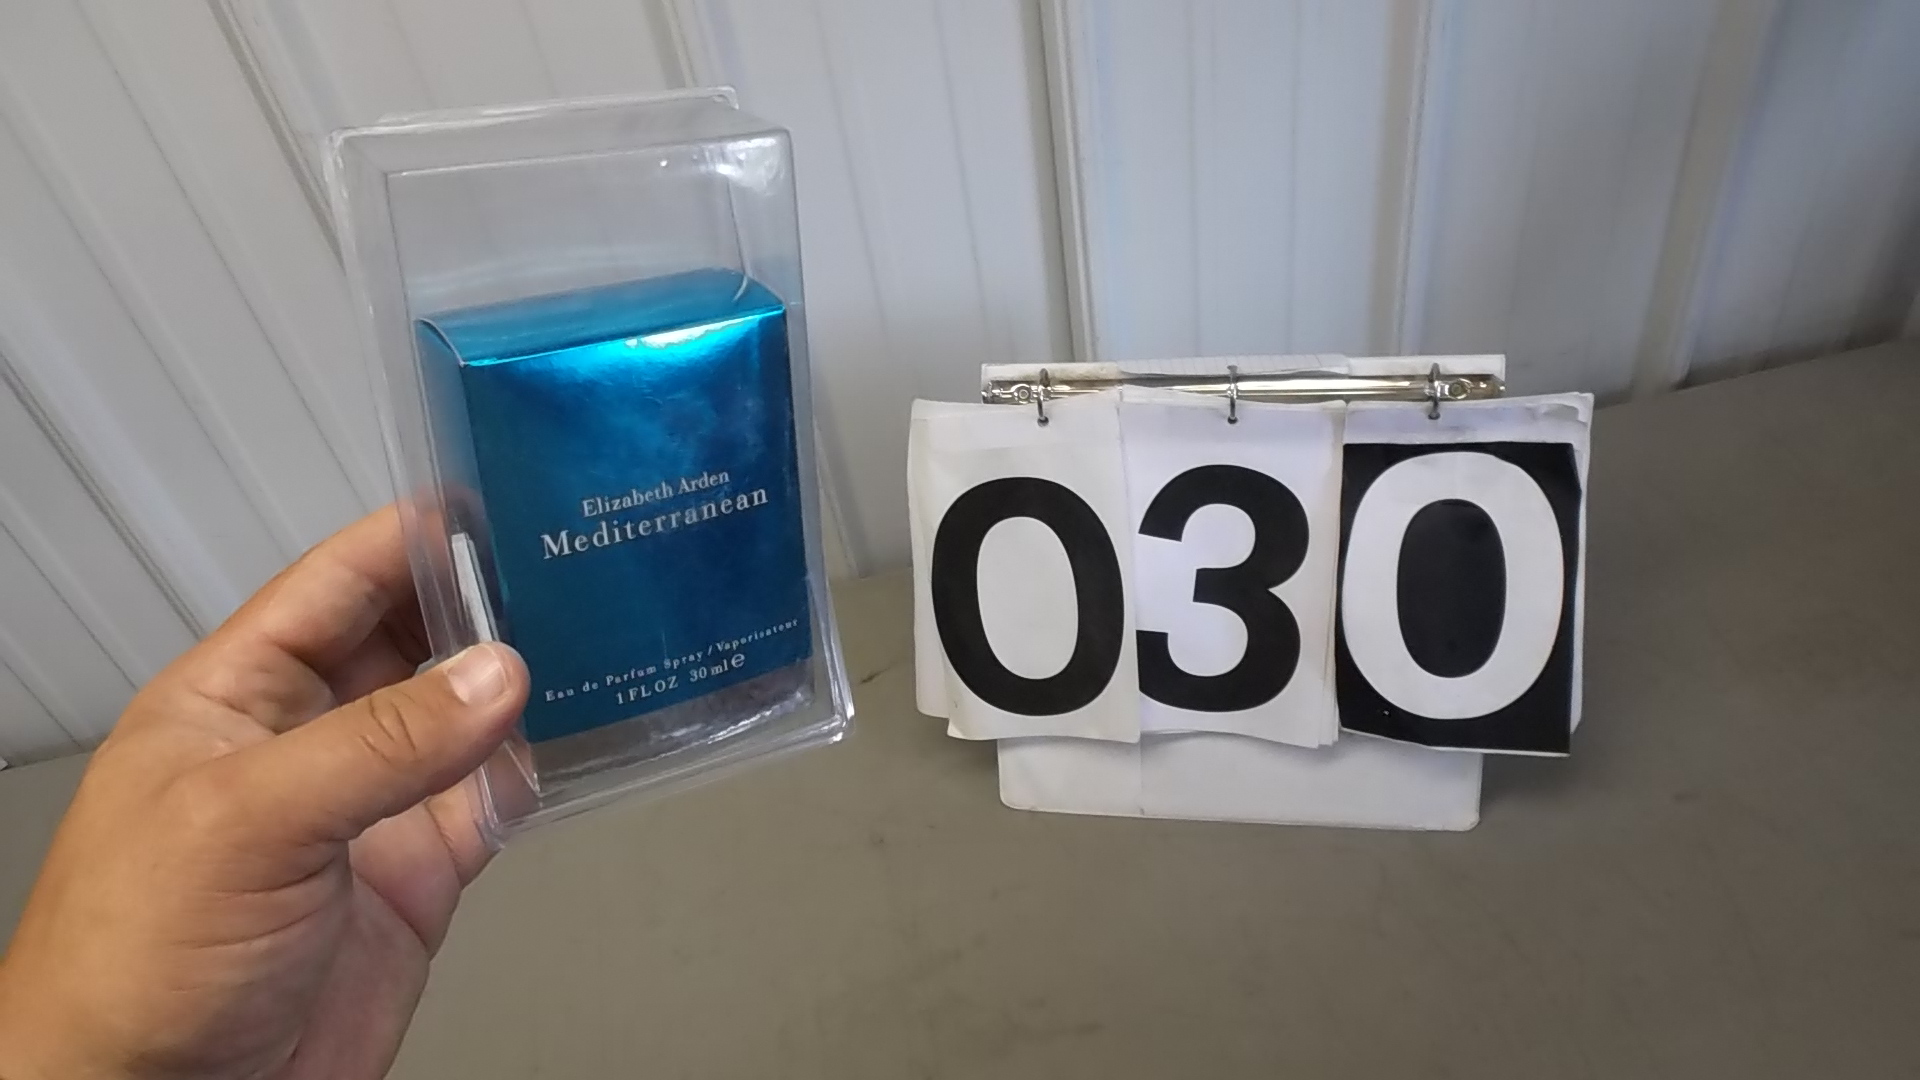 Elizabeth Arden
Mediterranean
Eau de Parfum Spray / Vaporisateur
1 FL OZ 30 ml e
030